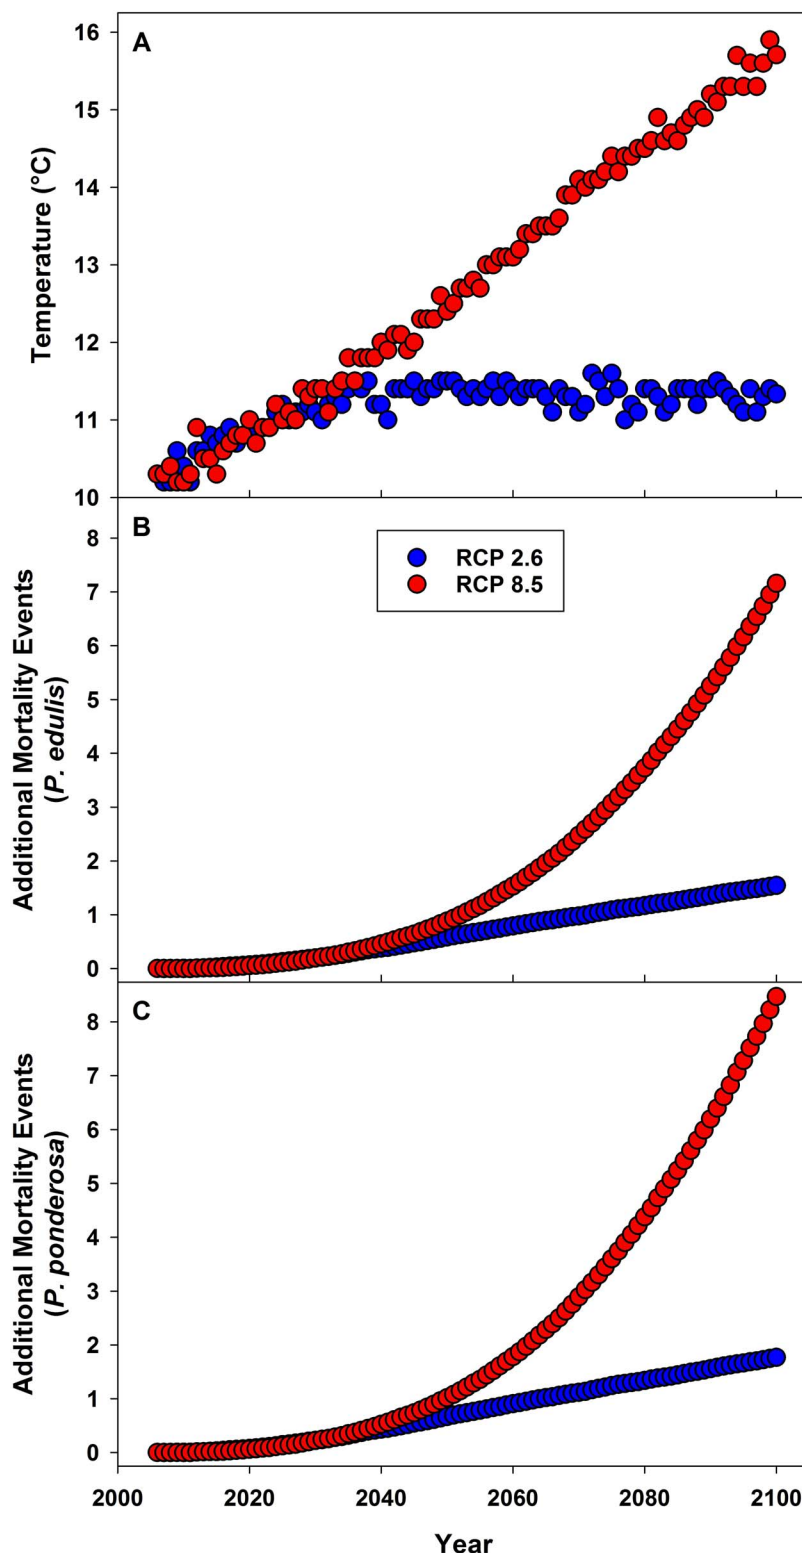 A
16
15
14
13
12
11
10
Temperature (°C)
B
RCP 2.6
RCP 8.5
8
7
6
5
4
3
2
1
0
Additional Mortality Events
(P. edulis)
C
8
7
6
5
4
3
2
1
0
Additional Mortality Events
(P. ponderosa)
2000 2020 2040 2060 2080 2100
Year